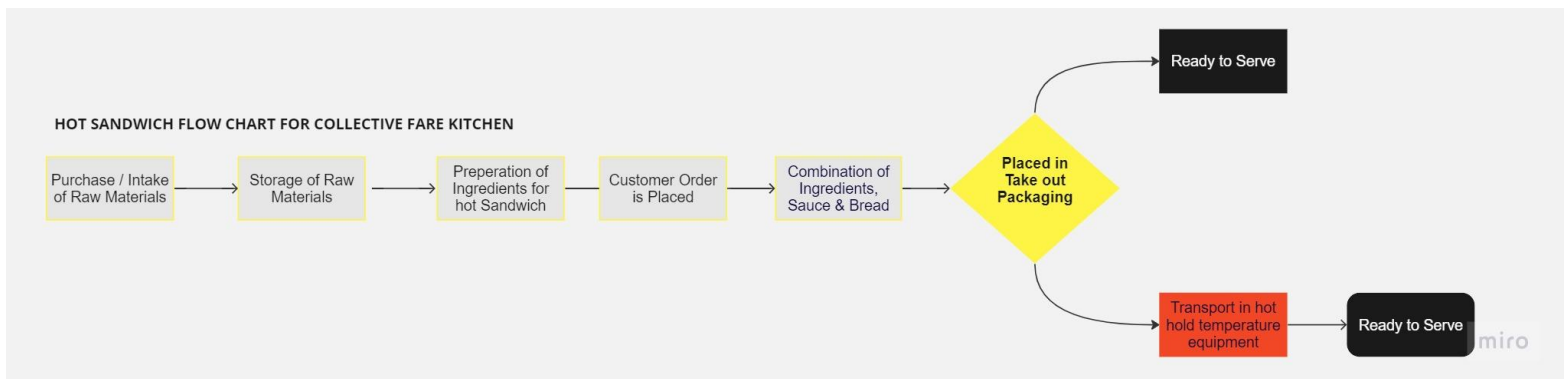 Ready to Serve
HOT SANDWICH FLOW CHART FOR COLLECTIVE FARE KITCHEN
Purchase / Intake
of Raw Materials
Storage of Raw
Materials
Preperation of
Ingredients for
hot Sandwich
Customer Order
is Placed
Combination of
Ingredients,
Sauce & Bread
Placed in
Take out
Packaging
Transport in hot
hold temperature
equipment
Ready to Serve
miro